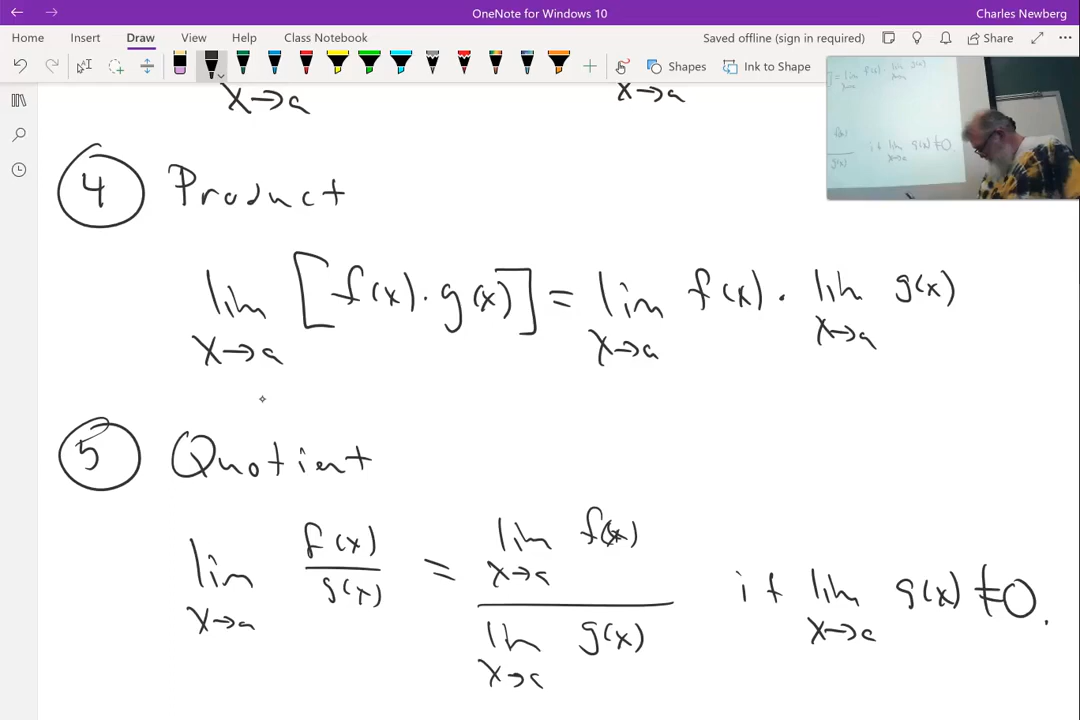 OneNote for Windows 10
Charles Newberg
Home Insert Draw View Help Class Notebook
Saved offline (sign in required)
Share
Shapes
Ink to Shape
x→a x→a
④ Product
lim [f(x)·g(x)] = lim f(x) · lim g(x)
x→a x→a x→a
⑤ Quotient
lim f(x)/g(x) = lim f(x) / lim g(x) if lim g(x) ≠ 0.
x→a x→a x→a x→a